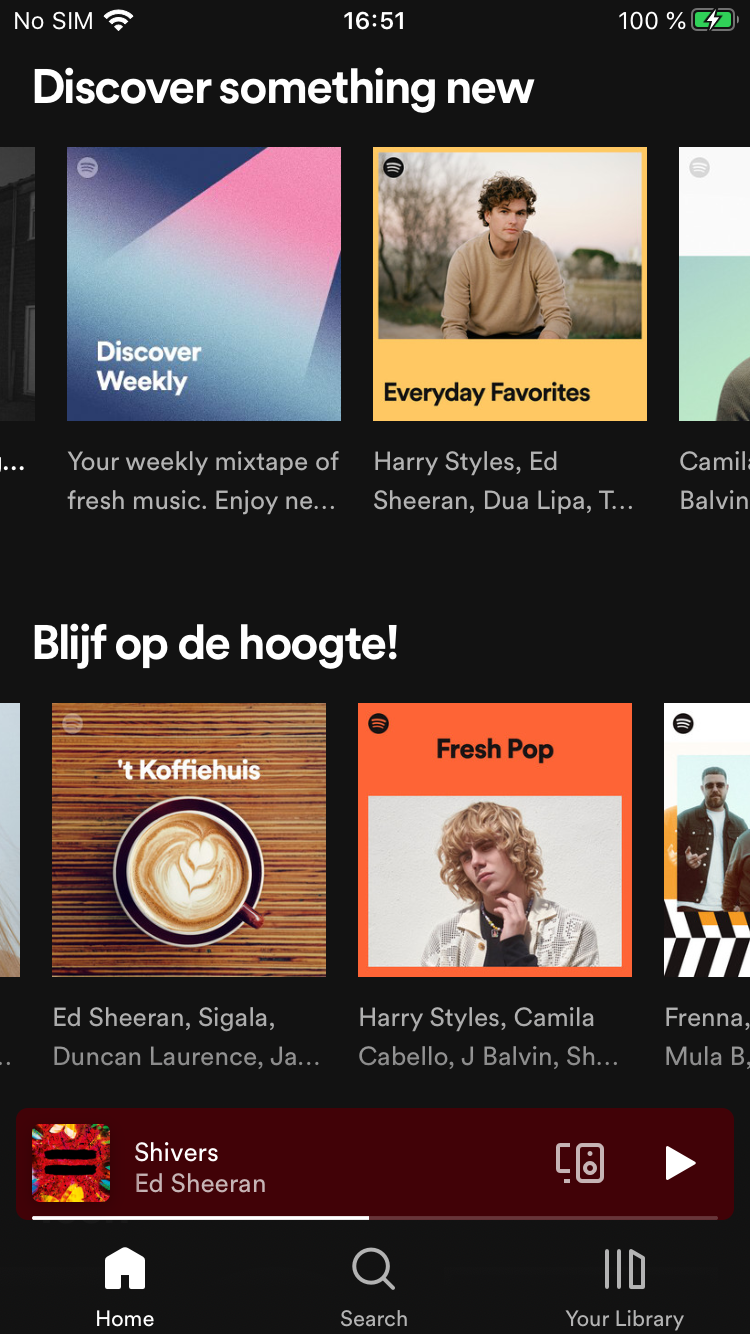 No SIM 16:51 100 %
Discover something new
Discover
Weekly
Everyday Favorites
Your weekly mixtape of
fresh music. Enjoy ne...
Harry Styles, Ed
Sheeran, Dua Lipa, T...
Balvin
Blijf op de hoogte!
't Koffiehuis
Fresh Pop
Ed Sheeran, Sigala,
Duncan Laurence, Ja...
Harry Styles, Camila
Cabello, J Balvin, Sh...
Frenna,
Mula B,
Shivers
Ed Sheeran
Home Search Your Library